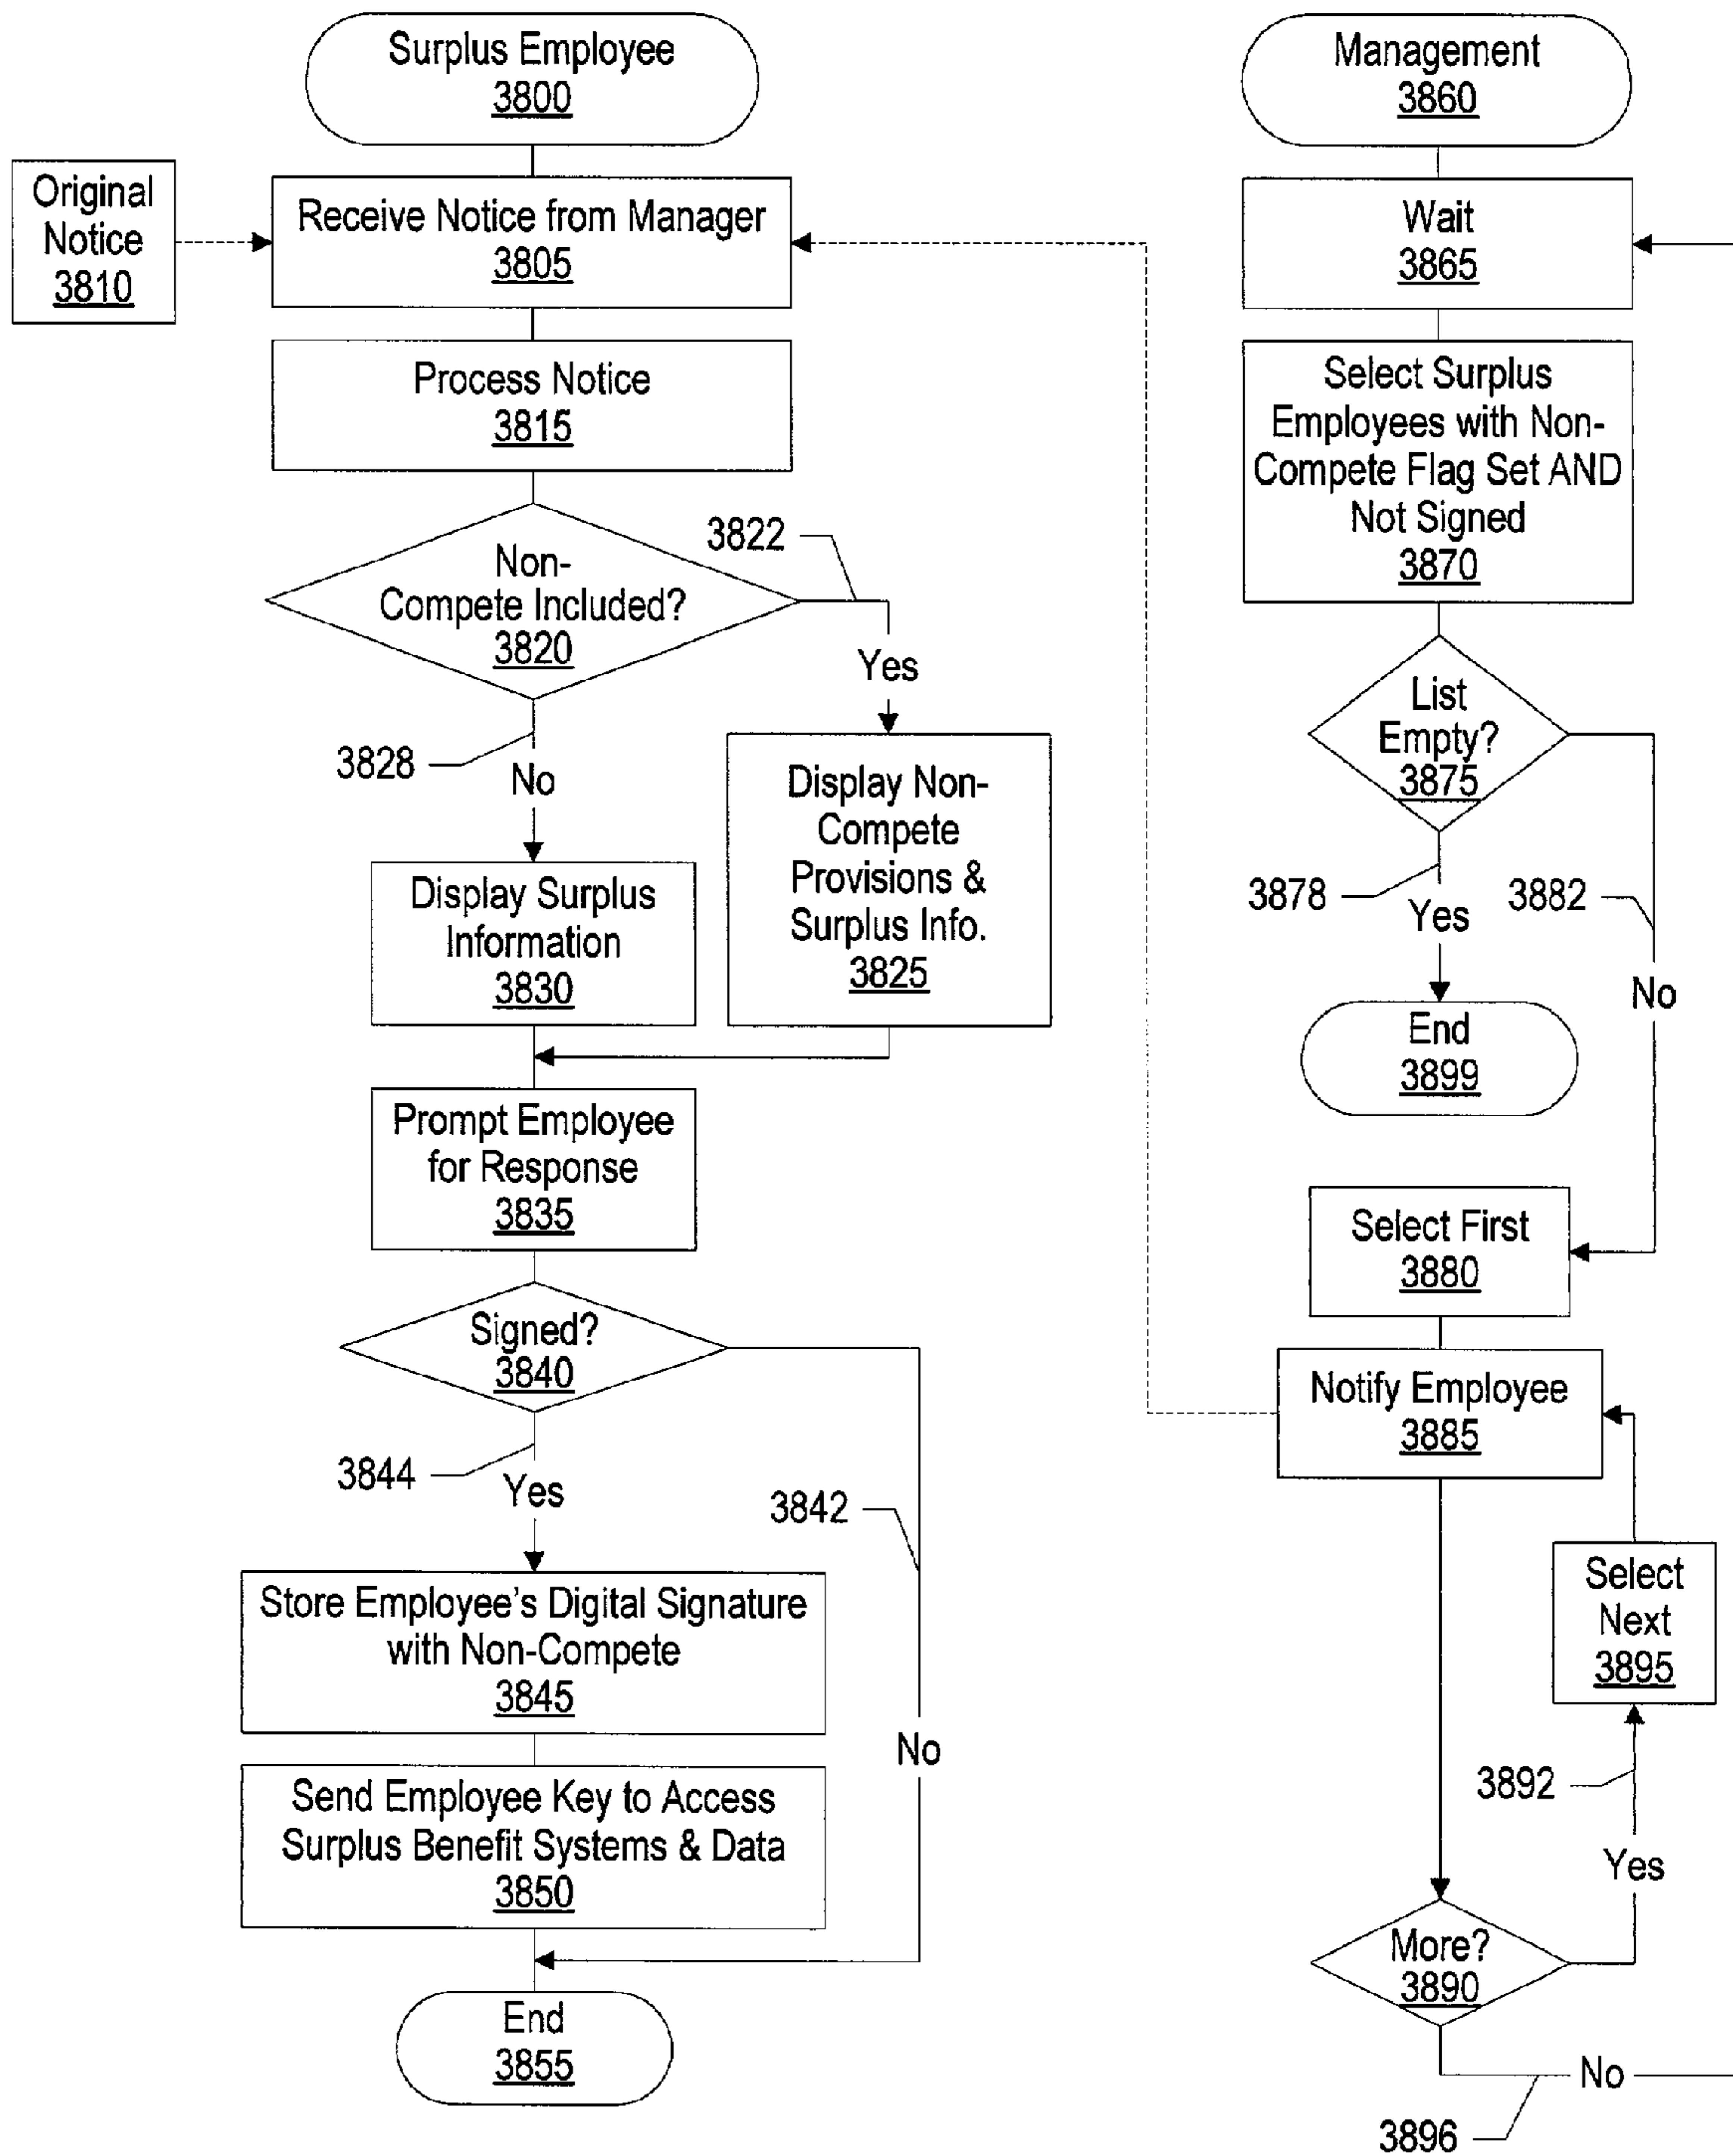 Surplus Employee
3800
Original
Notice
3810
Receive Notice from Manager
3805
Process Notice
3815
Non-
Compete Included?
3820
3822
Yes
3828
No
Display Surplus
Information
3830
Display Non-
Compete
Provisions &
Surplus Info.
3825
Prompt Employee
for Response
3835
Signed?
3840
3844
Yes
3842
No
Store Employee's Digital Signature
with Non-Compete
3845
Send Employee Key to Access
Surplus Benefit Systems & Data
3850
End
3855
Management
3860
Wait
3865
Select Surplus
Employees with Non-
Compete Flag Set AND
Not Signed
3870
List
Empty?
3875
3878
Yes
3882
No
End
3899
Select First
3880
Notify Employee
3885
Select
Next
3895
3892
Yes
More?
3890
No
3896